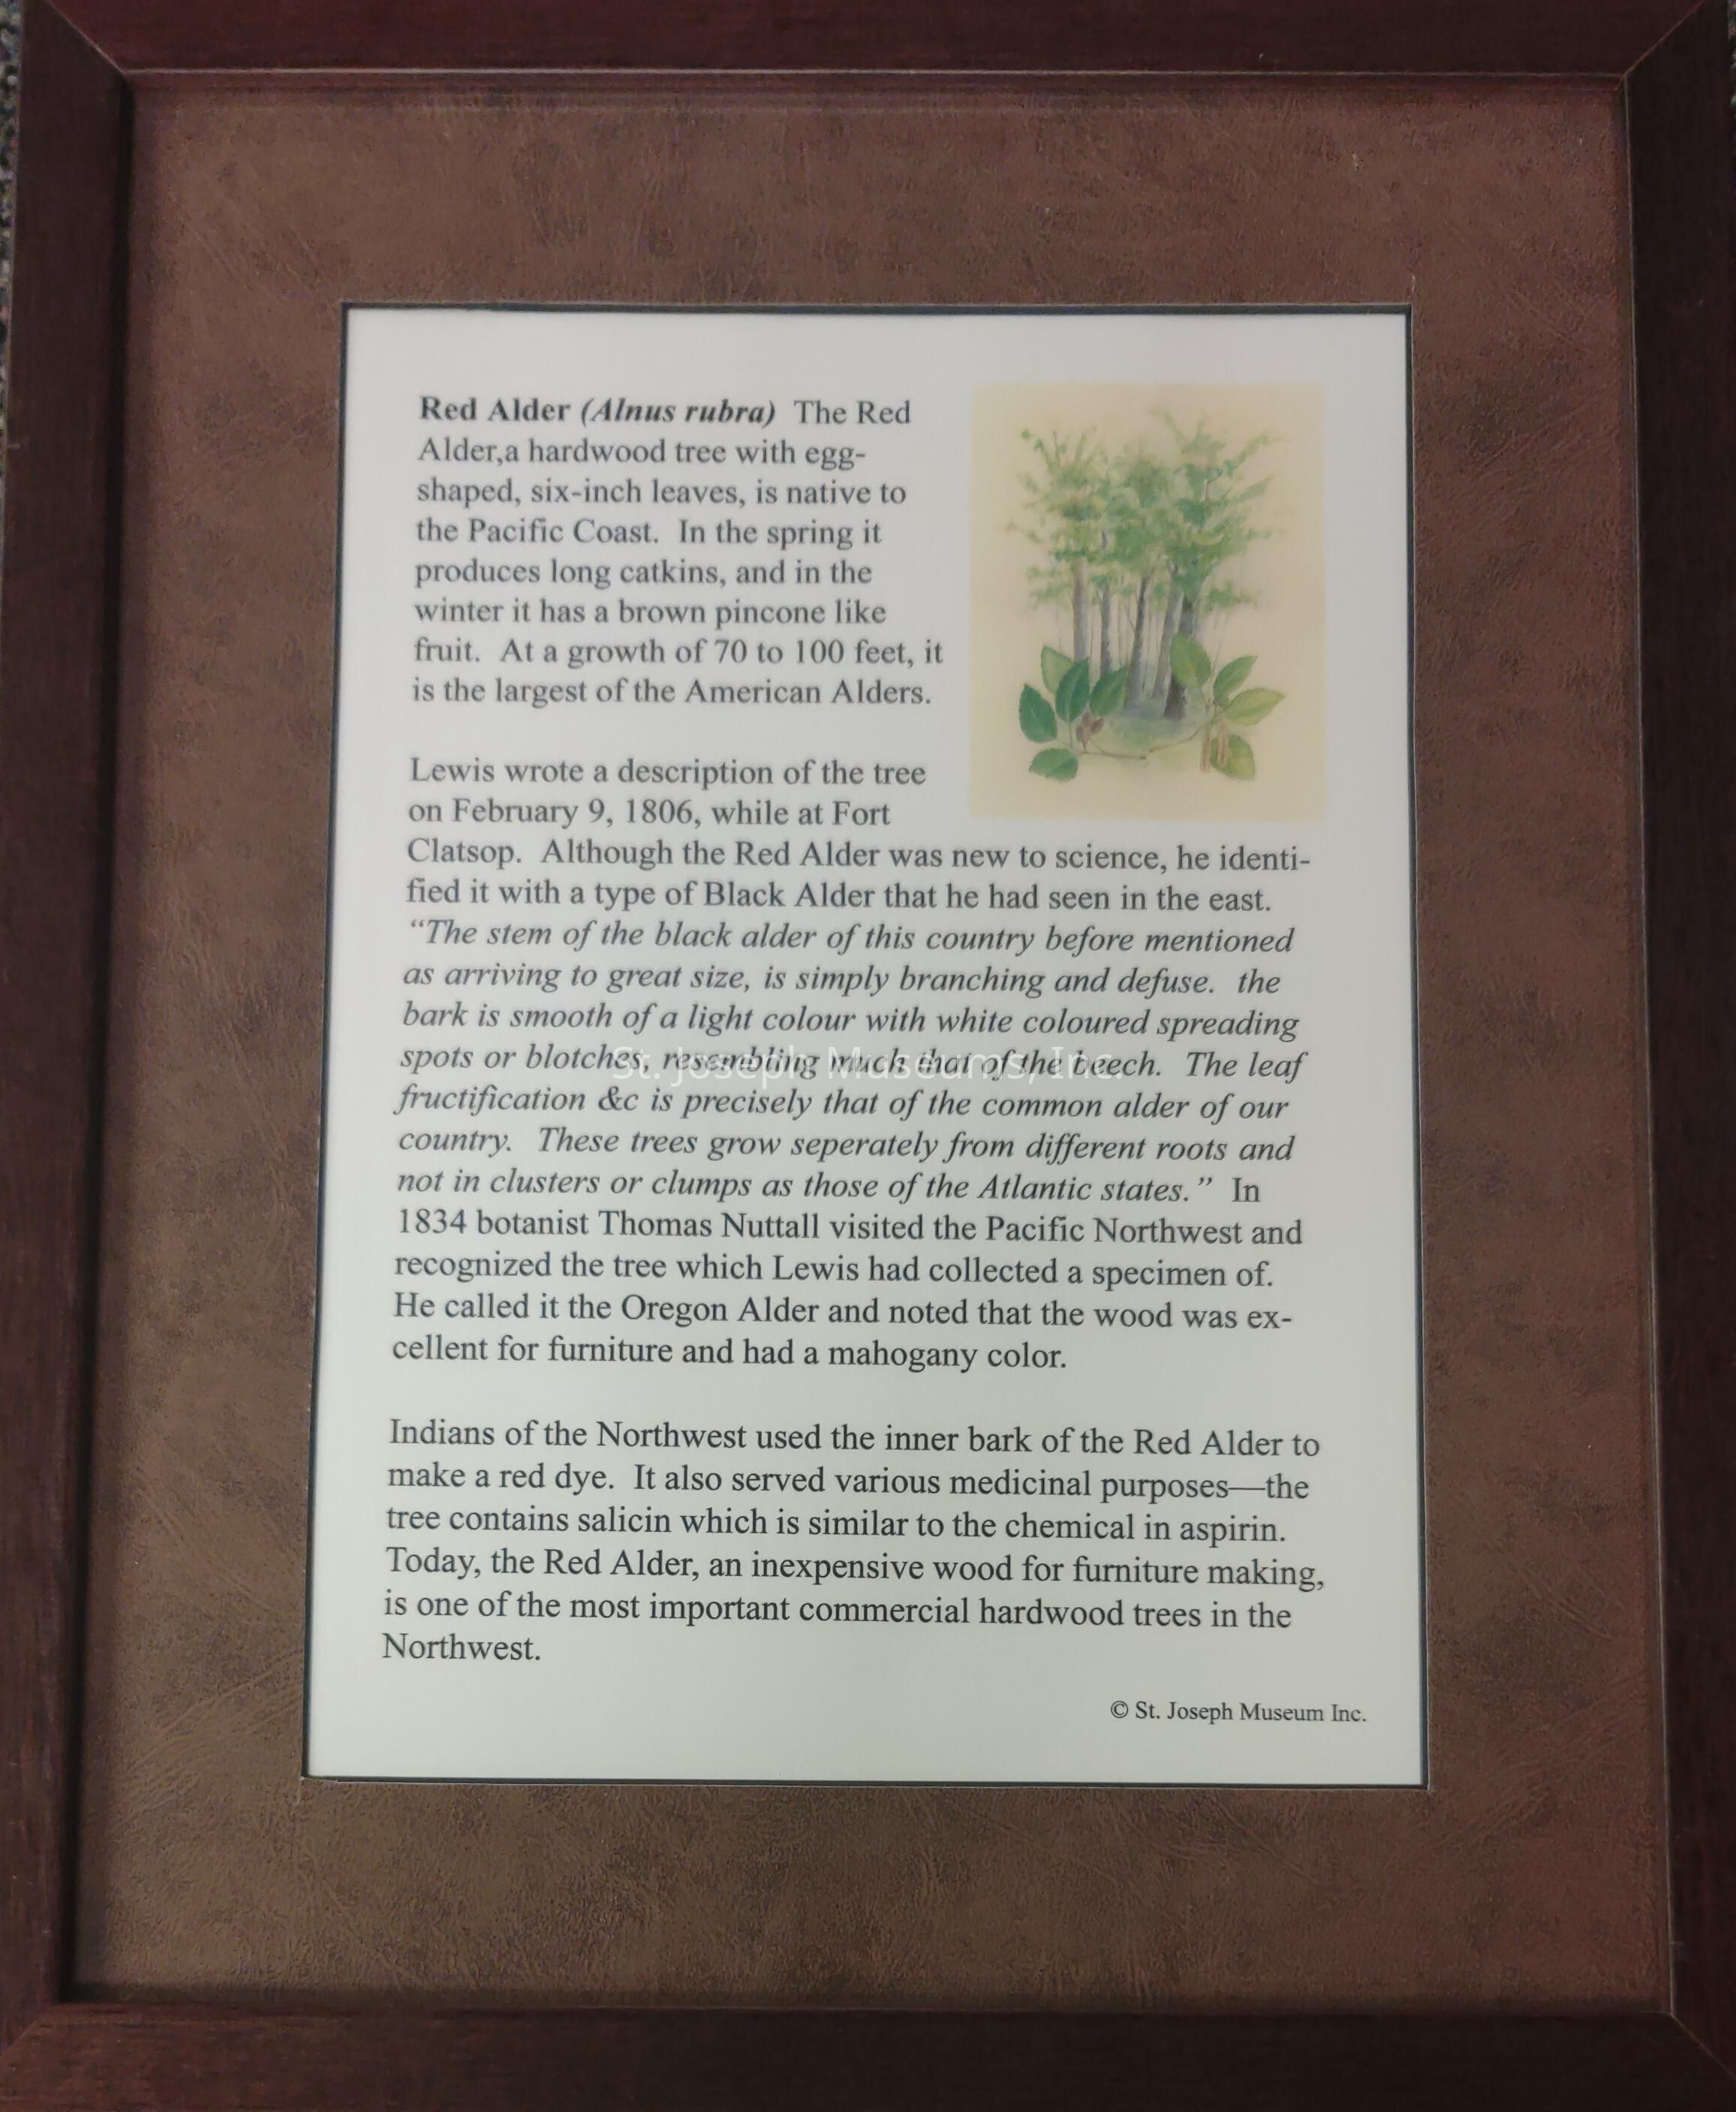 Red Alder (Alnus rubra)  The Red
Alder,a hardwood tree with egg-
shaped, six-inch leaves, is native to
the Pacific Coast.  In the spring it
produces long catkins, and in the
winter it has a brown pincone like
fruit.  At a growth of 70 to 100 feet, it
is the largest of the American Alders.
Lewis wrote a description of the tree
on February 9, 1806, while at Fort
Clatsop.  Although the Red Alder was new to science, he identi-
fied it with a type of Black Alder that he had seen in the east.
“The stem of the black alder of this country before mentioned
as arriving to great size, is simply branching and defuse.  the
bark is smooth of a light colour with white coloured spreading
spots or blotches, resembling much that of the beech.  The leaf
St. Joseph Museums, Inc.
fructification &c is precisely that of the common alder of our
country.  These trees grow seperately from different roots and
not in clusters or clumps as those of the Atlantic states.”  In
1834 botanist Thomas Nuttall visited the Pacific Northwest and
recognized the tree which Lewis had collected a specimen of.
He called it the Oregon Alder and noted that the wood was ex-
cellent for furniture and had a mahogany color.
Indians of the Northwest used the inner bark of the Red Alder to
make a red dye.  It also served various medicinal purposes—the
tree contains salicin which is similar to the chemical in aspirin.
Today, the Red Alder, an inexpensive wood for furniture making,
is one of the most important commercial hardwood trees in the
Northwest.
© St. Joseph Museum Inc.